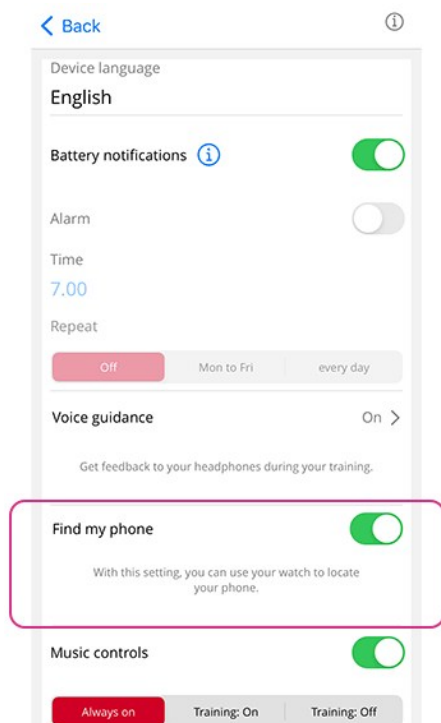 Back
Device language
English
Battery notifications
Alarm
Time
7.00
Repeat
Off Mon to Fri every day
Voice guidance On
Get feedback to your headphones during your training.
Find my phone
With this setting, you can use your watch to locate
your phone.
Music controls
Always on Training: On Training: Off